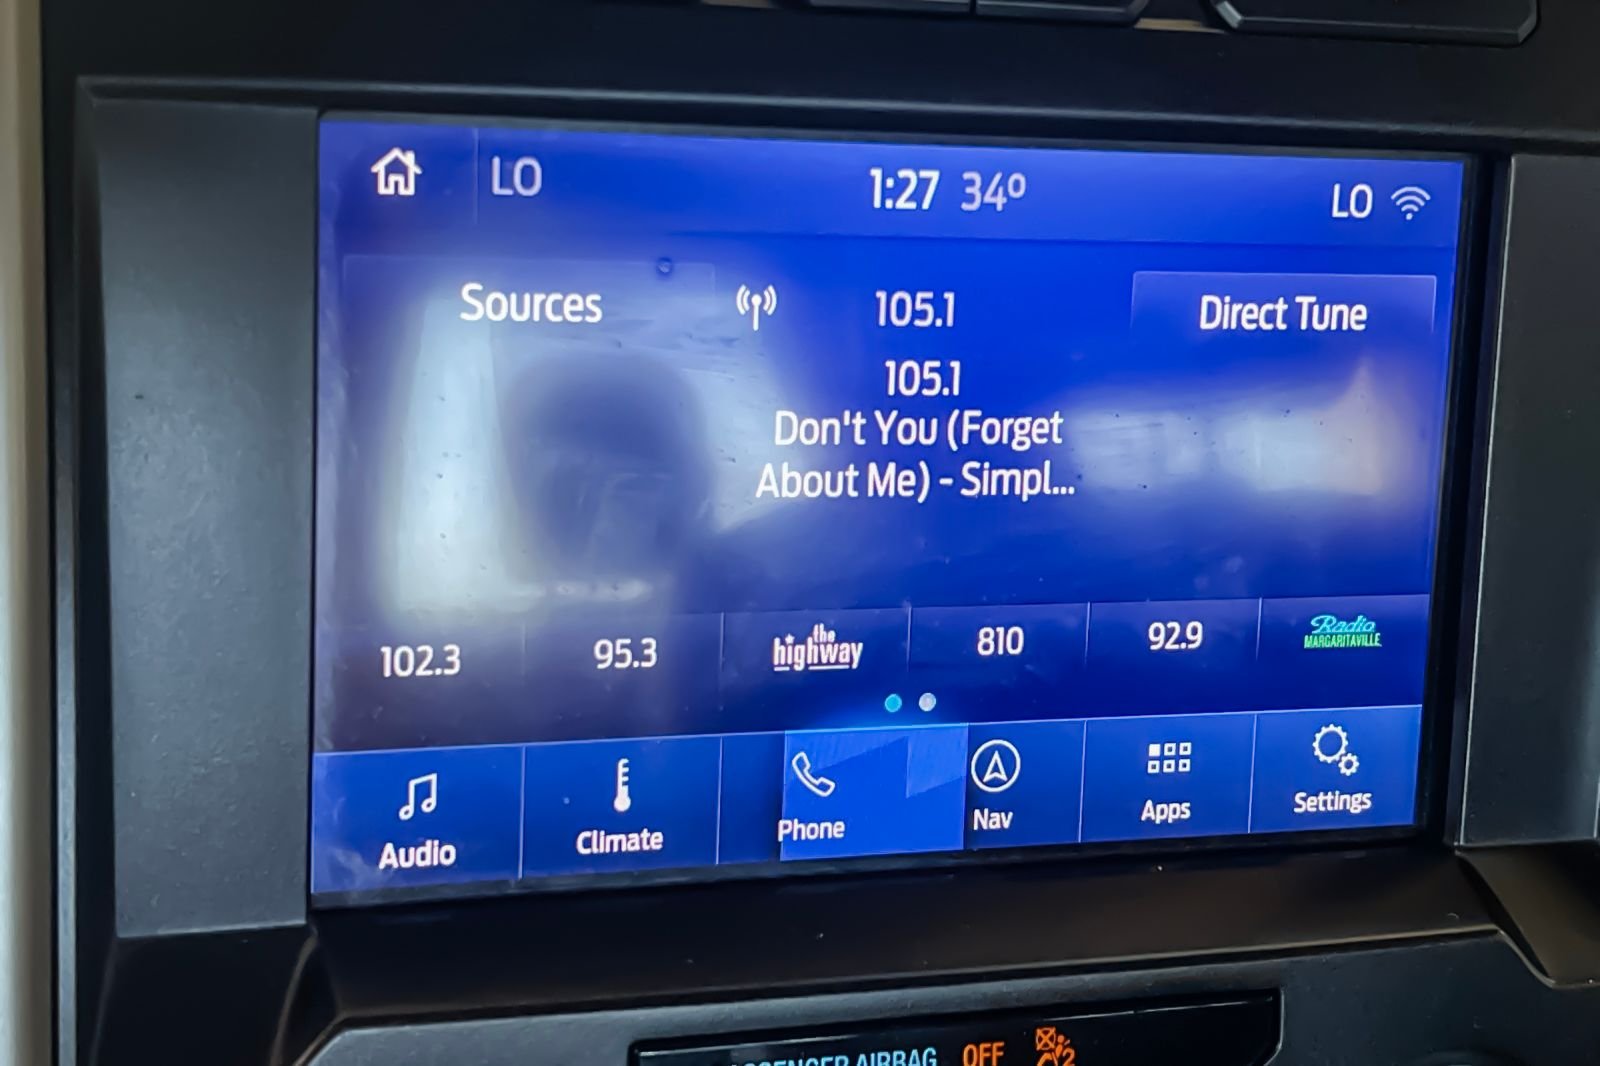 LO 1:27 34° LO
Sources 105.1 Direct Tune
105.1
Don't You (Forget
About Me) - Simpl...
102.3 95.3 the highway 810 92.9 Radio MARGARITAVILLE
Audio Climate Phone Nav Apps Settings
AIRBAG OFF 2